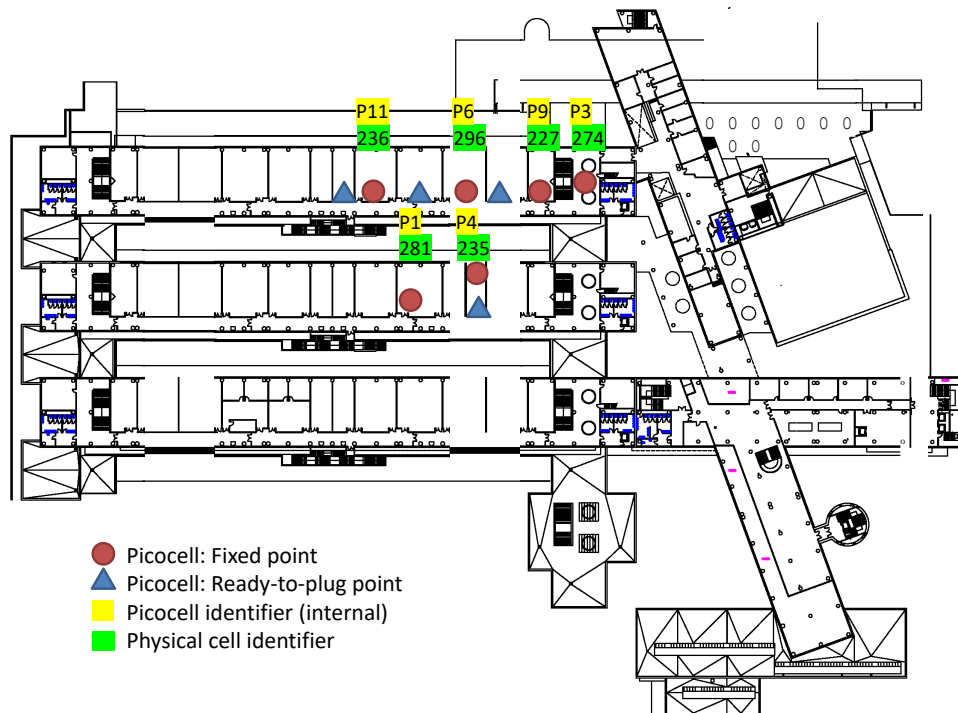 P11 P6 P9 P3
236 296 227 274
P1 P4
281 235
Picocell: Fixed point
Picocell: Ready-to-plug point
Picocell identifier (internal)
Physical cell identifier